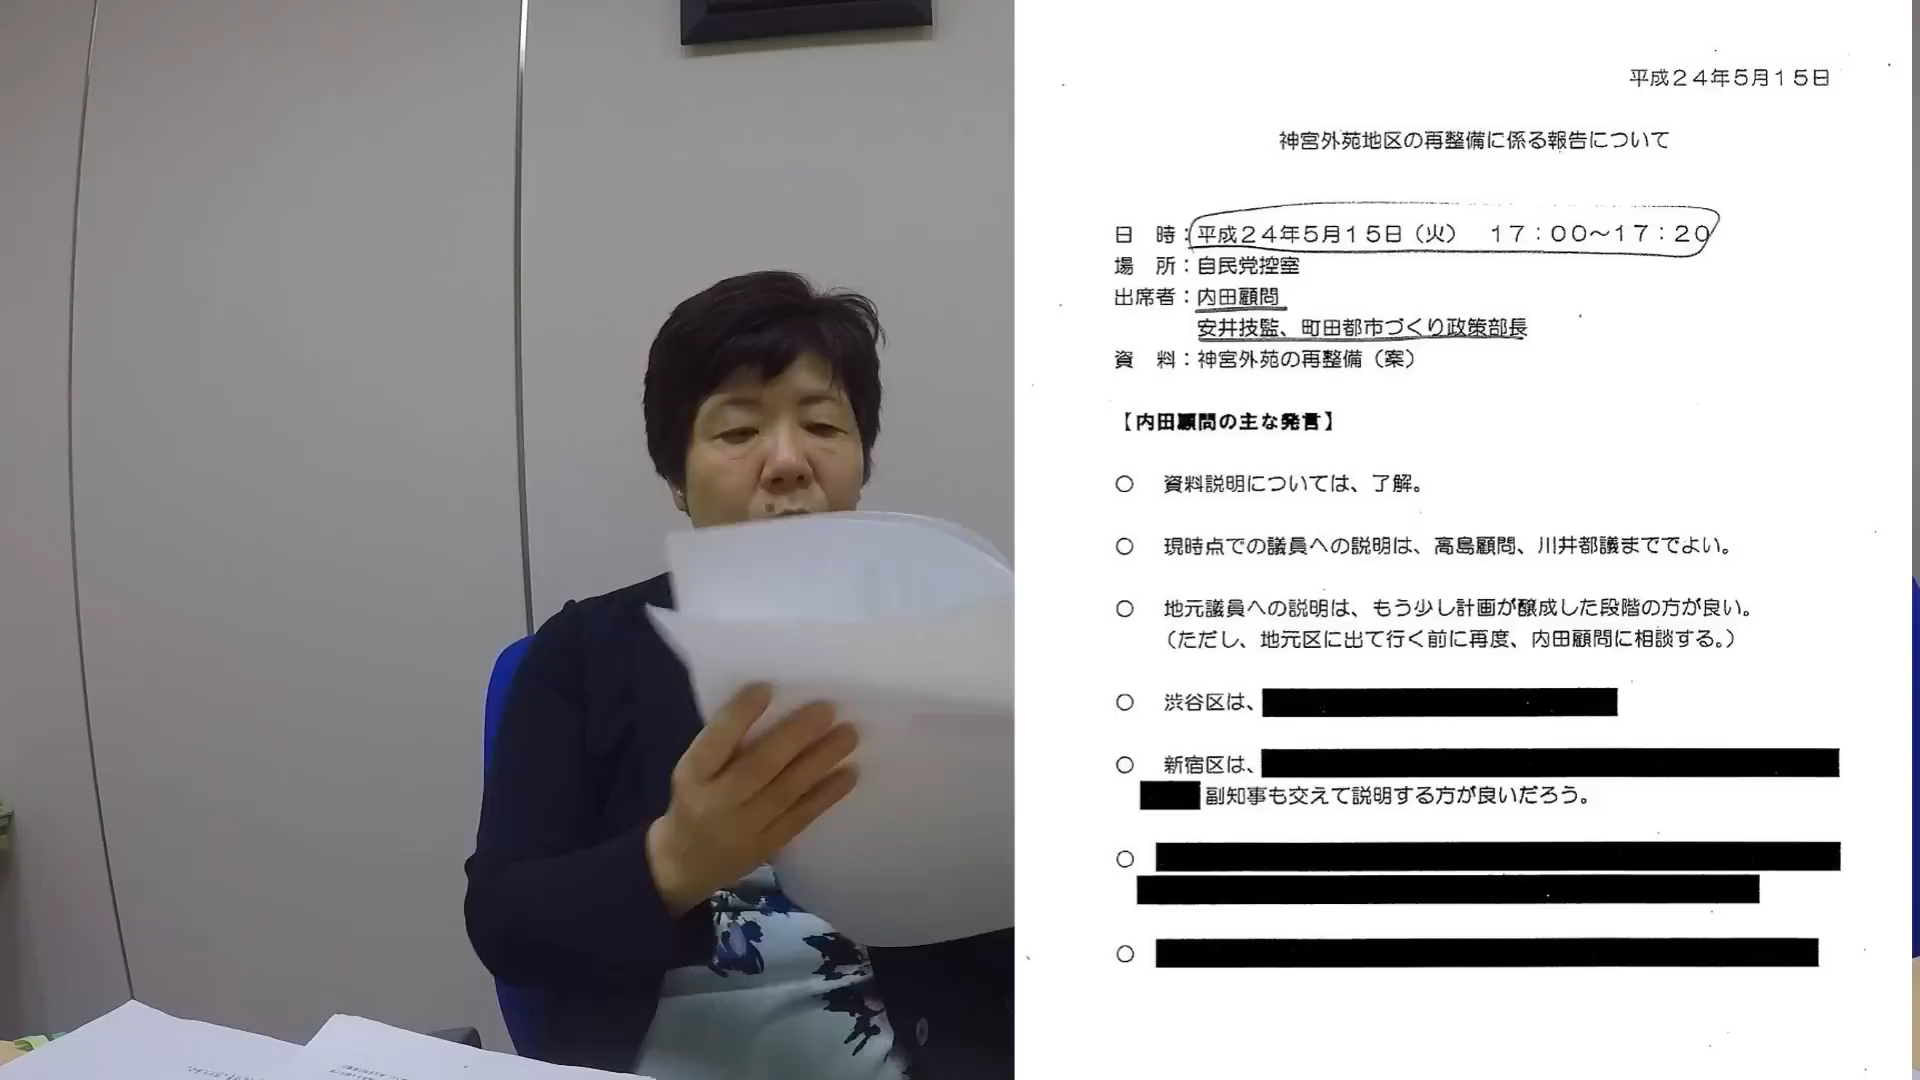 平成２４年５月１５日
神宮外苑地区の再整備に係る報告について
日　時：平成２４年５月１５日（火）　１７：００～１７：２０
場　所：自民党控室
出席者：内田顧問
安井技監、町田都市づくり政策部長
資　料：神宮外苑の再整備（案）
【内田顧問の主な発言】
○　資料説明については、了解。
○　現時点での議員への説明は、高島顧問、川井都議まででよい。
○　地元議員への説明は、もう少し計画が醸成した段階の方が良い。
（ただし、地元区に出て行く前に再度、内田顧問に相談する。）
○　渋谷区は、
○　新宿区は、
副知事も交えて説明する方が良いだろう。
○
○